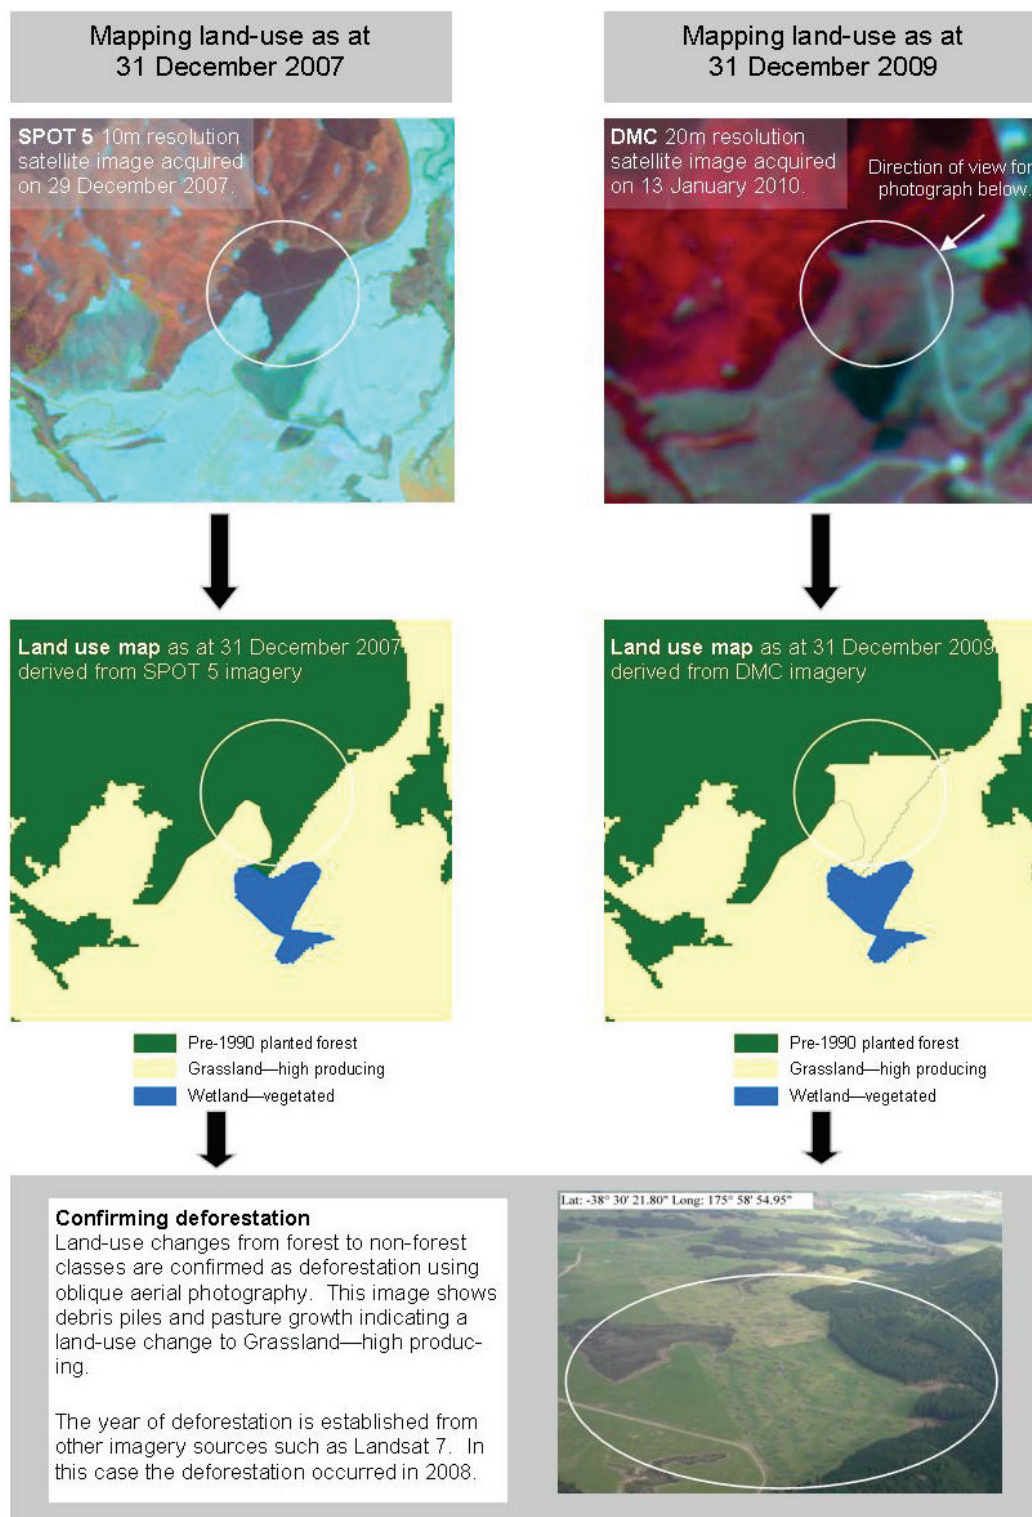 Mapping land-use as at
31 December 2007
Mapping land-use as at
31 December 2009
SPOT 5 10m resolution
satellite image acquired
on 29 December 2007.
DMC 20m resolution
satellite image acquired
on 13 January 2010.
Direction of view for
photograph below.
Land use map as at 31 December 2007
derived from SPOT 5 imagery
Land use map as at 31 December 2009
derived from DMC imagery
Pre-1990 planted forest
Grassland—high producing
Wetland—vegetated
Pre-1990 planted forest
Grassland—high producing
Wetland—vegetated
Confirming deforestation
Land-use changes from forest to non-forest
classes are confirmed as deforestation using
oblique aerial photography.  This image shows
debris piles and pasture growth indicating a
land-use change to Grassland—high produc-
ing.
The year of deforestation is established from
other imagery sources such as Landsat 7.  In
this case the deforestation occurred in 2008.
Lat: -38° 30' 21.80" Long: 175° 58' 54.95"